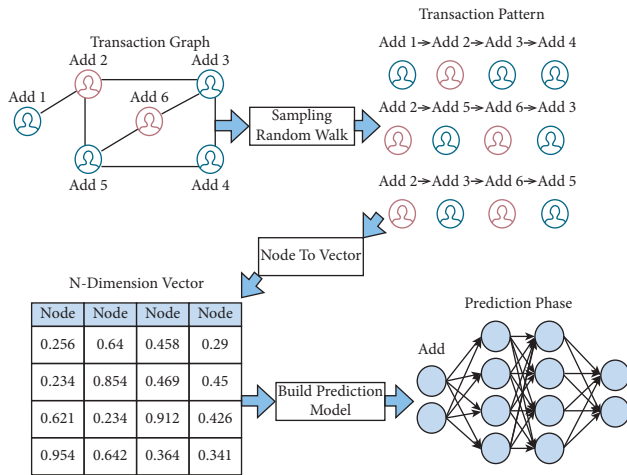 Transaction Pattern
Transaction Graph
Add 2
Add 3
Add 1
Add 6
Add 5
Add 4
Sampling
Random Walk
Add 1→Add 2→Add 3→Add 4
Add 2→Add 5→Add 6→Add 3
Add 2→Add 3→Add 6→Add 5
Node To Vector
N-Dimension Vector
Node Node Node Node
0.256 0.64 0.458 0.29
0.234 0.854 0.469 0.45
0.621 0.234 0.912 0.426
0.954 0.642 0.364 0.341
Build Prediction
Model
Prediction Phase
Add